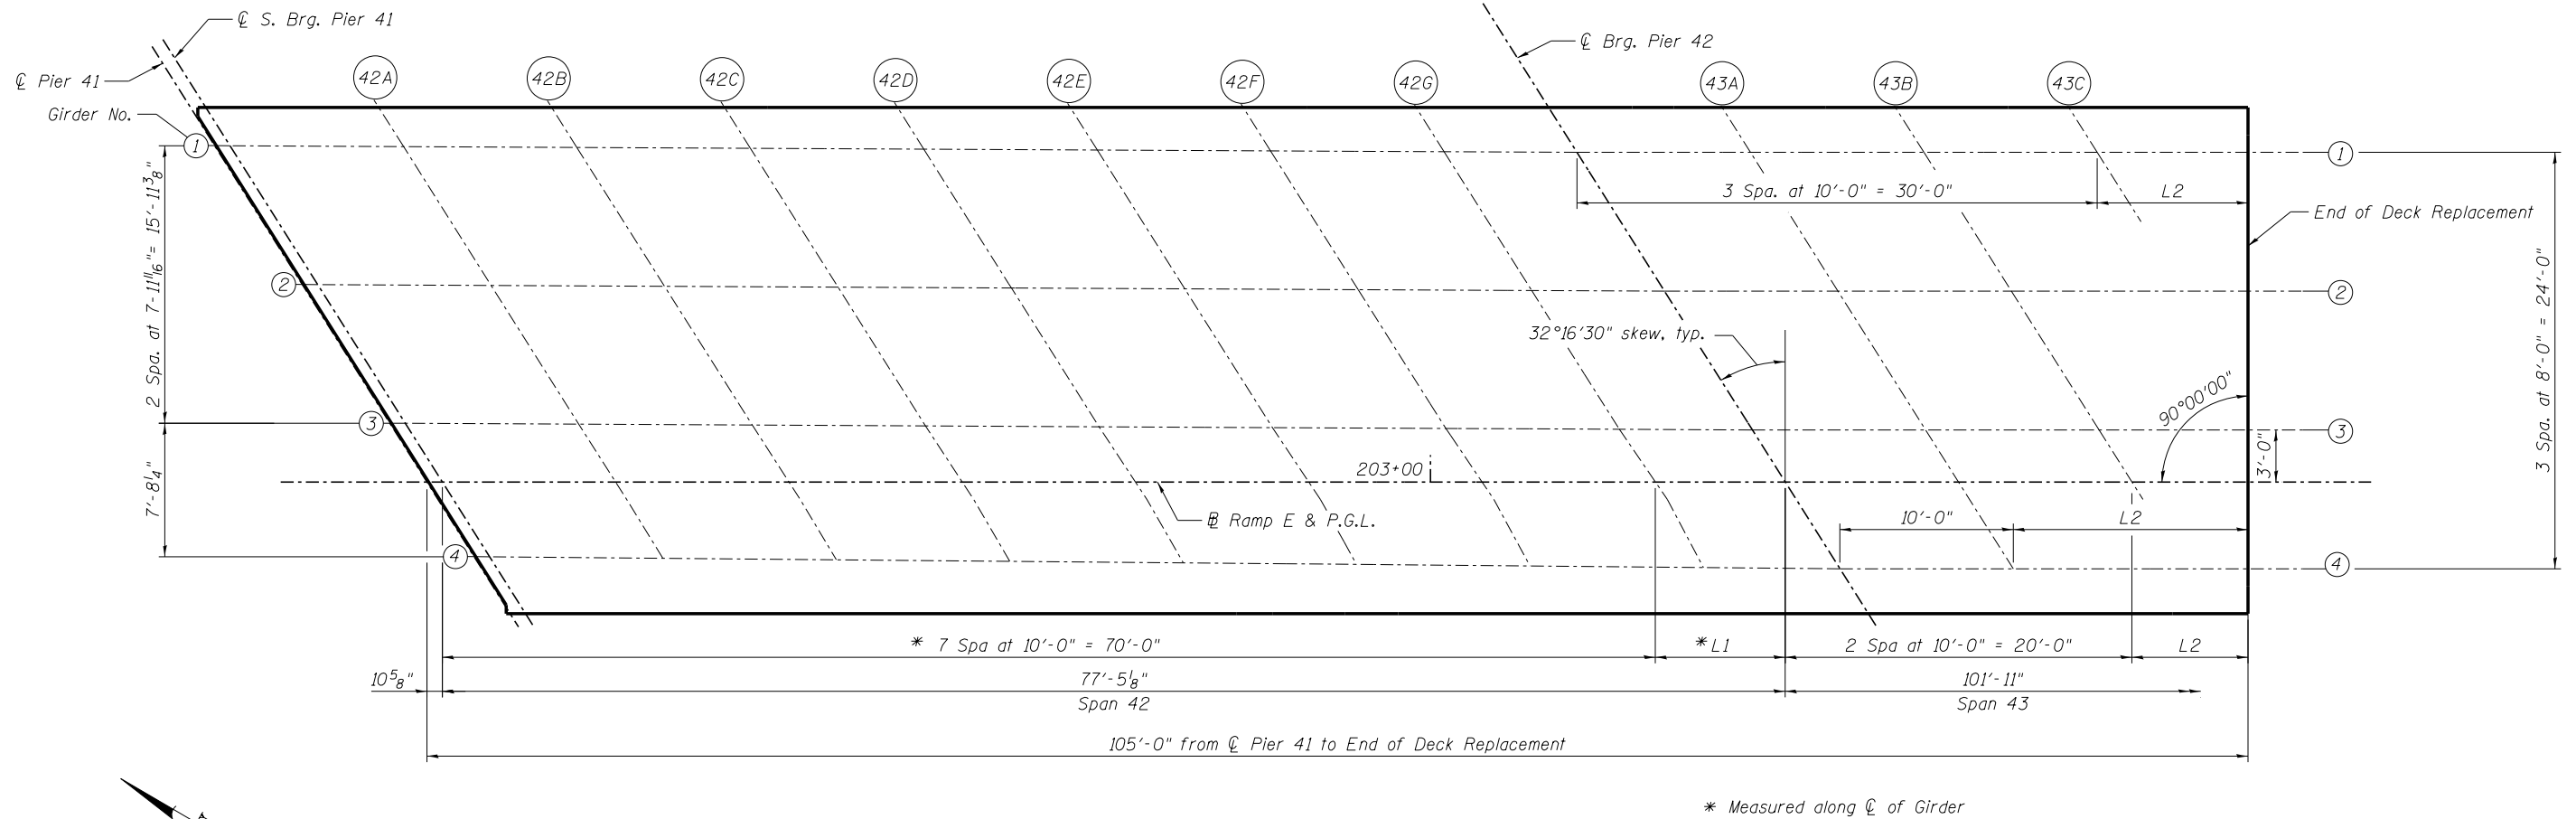 ℄ S. Brg. Pier 41
℄ Brg. Pier 42
℄ Pier 41
42A 42B 42C 42D 42E 42F 42G 43A 43B 43C
Girder No.
1
1
3 Spa. at 10'-0" = 30'-0"
L2
End of Deck Replacement
2 Spa. at 7-11 11/16"= 15'-11 3/8"
2
2
32°16'30" skew, typ.
3 Spa. at 8'-0" = 24'-0"
90°00'00"
3
3
3'-0"
203+00
7'-8 1/4"
℄ Ramp E & P.G.L.
10'-0"
L2
4
4
* 7 Spa at 10'-0" = 70'-0"
* L1
2 Spa at 10'-0" = 20'-0"
L2
10 5/8"
77'-5 1/8"
101'-11"
Span 42
Span 43
105'-0" from ℄ Pier 41 to End of Deck Replacement
* Measured along ℄ of Girder